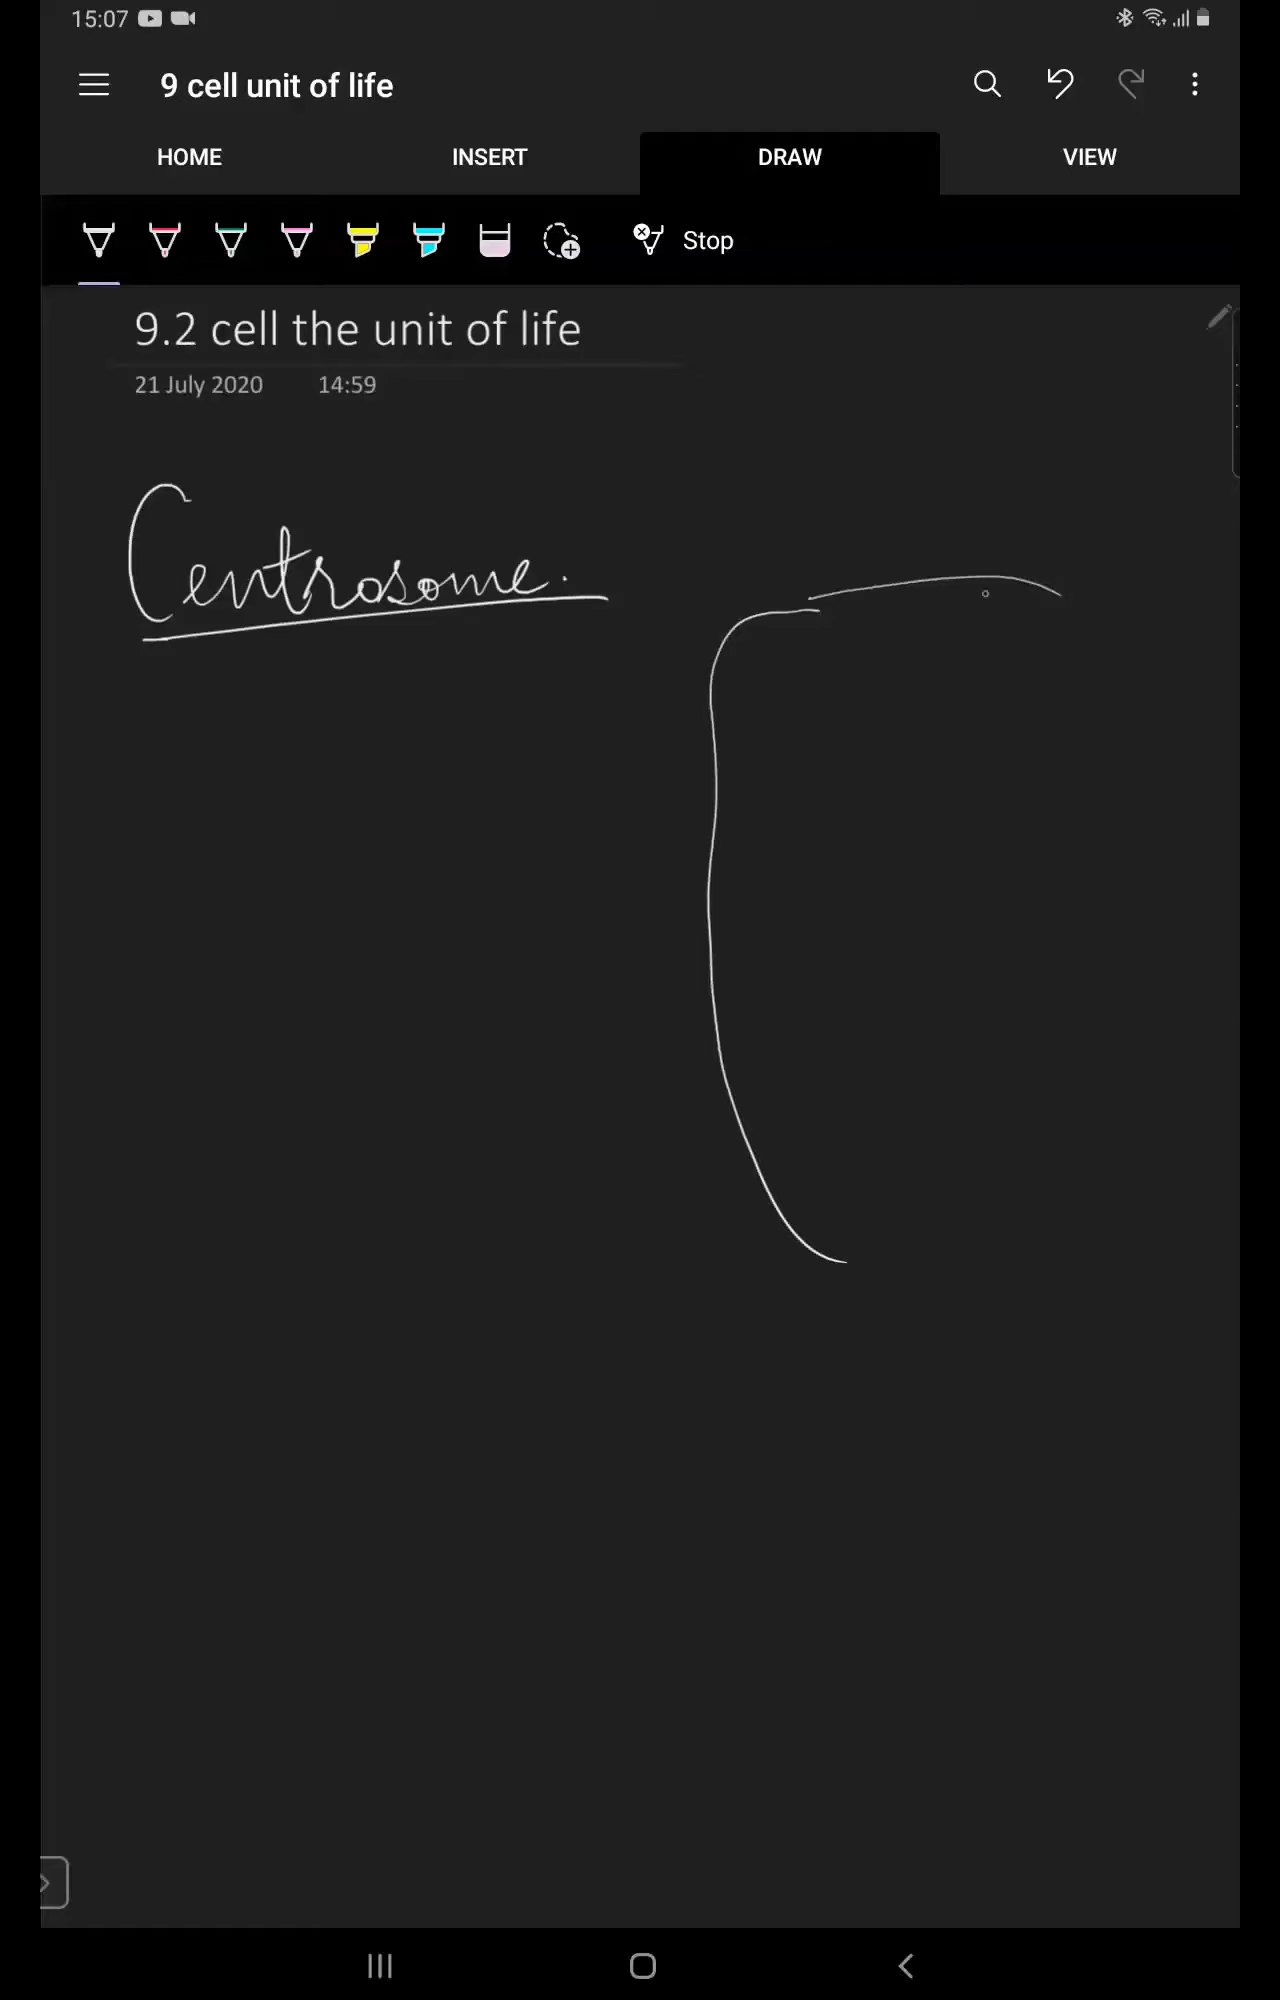 15:07
9 cell unit of life
HOME INSERT DRAW VIEW
Stop
9.2 cell the unit of life
21 July 2020 14:59
Centrosome.